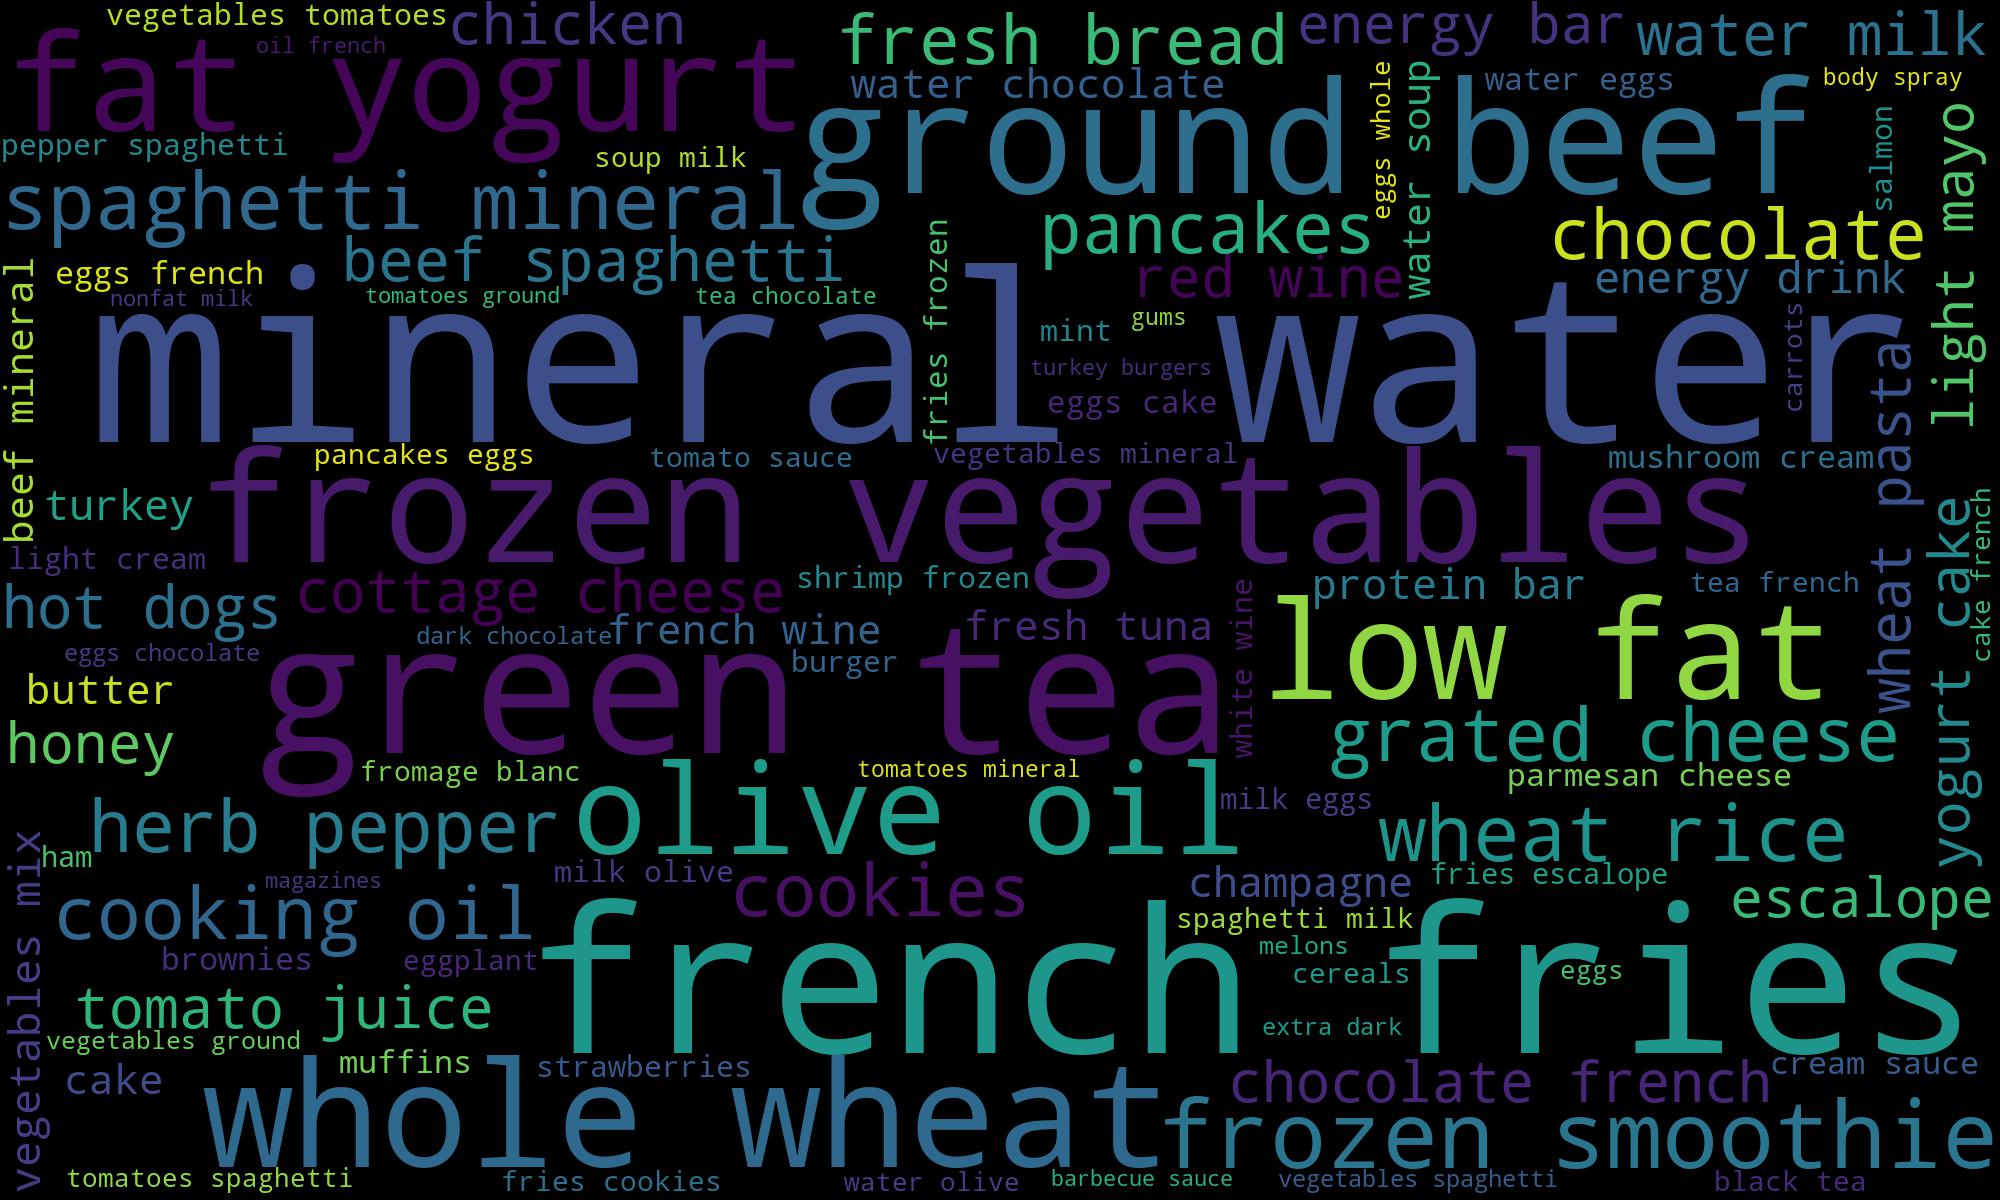 vegetables tomatoes
chicken
fresh bread
energy bar
water milk
oil french
fat yogurt
water chocolate
eggs whole
water soup
water eggs
body spray
ground beef
pepper spaghetti
soup milk
salmon
light mayo
spaghetti mineral
pancakes
chocolate
beef spaghetti
fries frozen
red wine
energy drink
beef mineral
eggs french
nonfat milk
tomatoes ground
tea chocolate
mint
gums
carrots
mineral water
turkey burgers
eggs cake
wheat pasta
pancakes eggs
tomato sauce
vegetables mineral
mushroom cream
turkey
frozen vegetables
yogurt cake
cake french
light cream
hot dogs
cottage cheese
shrimp frozen
protein bar
tea french
dark chocolate
french wine
fresh tuna
white wine
low fat
eggs chocolate
burger
butter
green tea
honey
grated cheese
fromage blanc
tomatoes mineral
parmesan cheese
olive oil
milk eggs
herb pepper
wheat rice
vegetables mix
ham
magazines
milk olive
cookies
champagne
fries escalope
escalope
cooking oil
spaghetti milk
brownies
eggplant
french fries
melons
cereals
eggs
tomato juice
extra dark
vegetables ground
muffins
strawberries
cream sauce
cake
whole wheat
chocolate french
frozen smoothie
tomatoes spaghetti
fries cookies
water olive
barbecue sauce
vegetables spaghetti
black tea